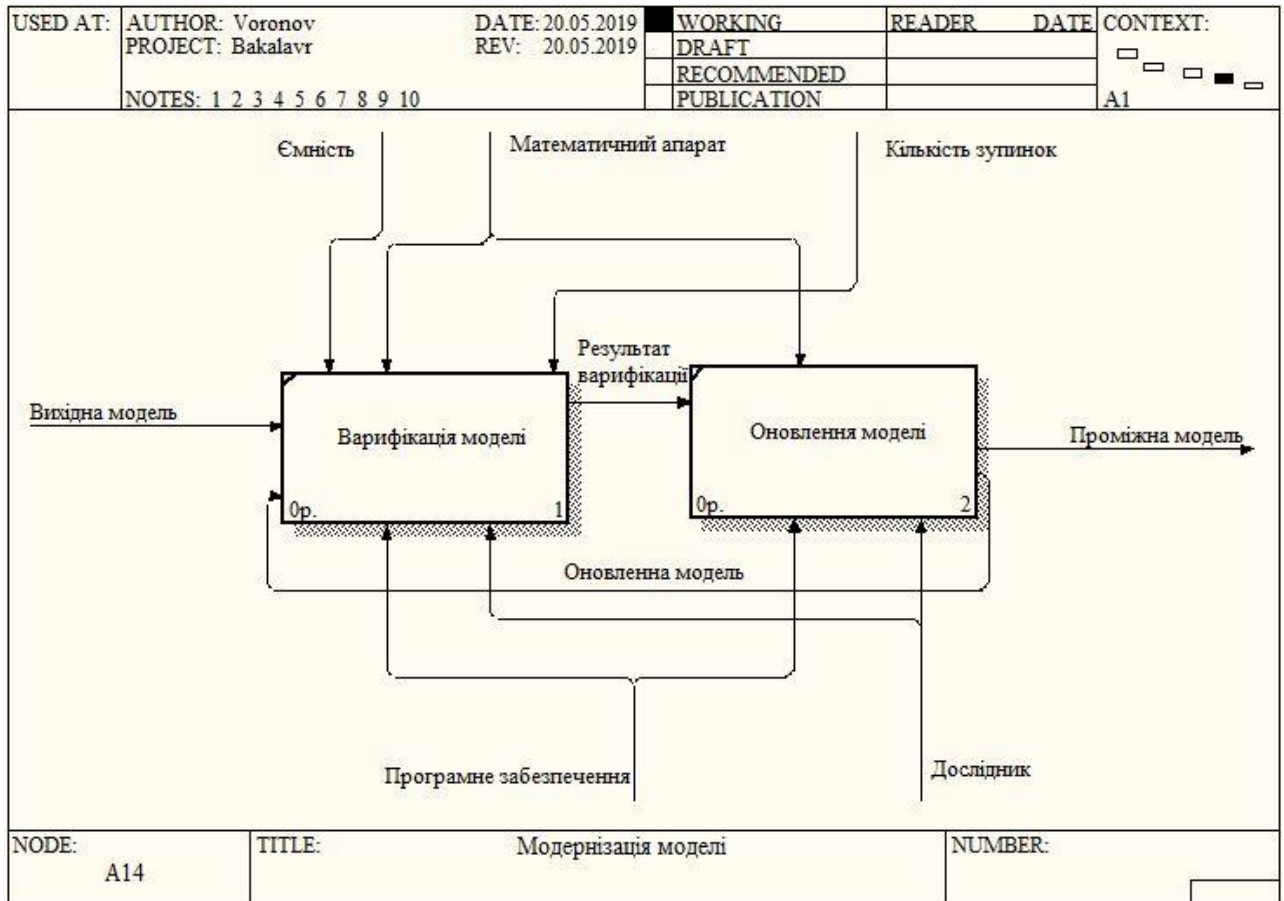 USED AT:
AUTHOR: Voronov
DATE: 20.05.2019
PROJECT: Bakalavr
REV: 20.05.2019
NOTES: 1 2 3 4 5 6 7 8 9 10
WORKING
DRAFT
RECOMMENDED
PUBLICATION
READER DATE
CONTEXT:
A1
Ємність
Математичний апарат
Кількість зупинок
Результат
варифікації
Вихідна модель
Варифікація моделі
0р.
1
Оновлення моделі
0р.
2
Проміжна модель
Оновленна модель
Програмне забезпечення
Дослідник
NODE:
A14
TITLE:
Модернізація моделі
NUMBER: